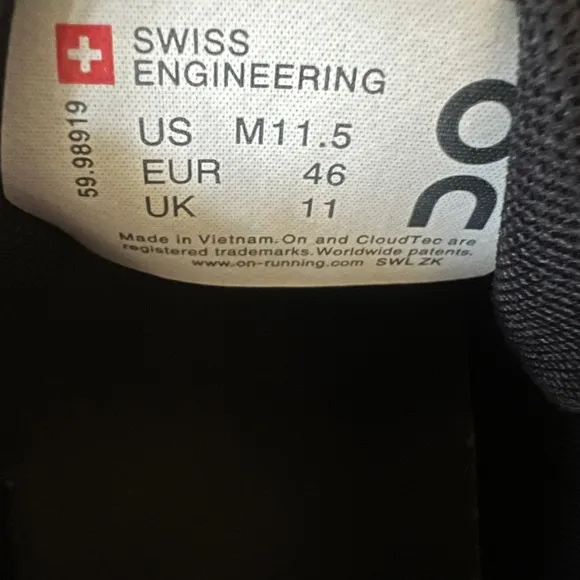 SWISS
ENGINEERING
59.98919
US M11.5
EUR 46
UK 11
on
Made in Vietnam. On and CloudTec are
registered trademarks. Worldwide patents.
www.on-running.com SWL ZK